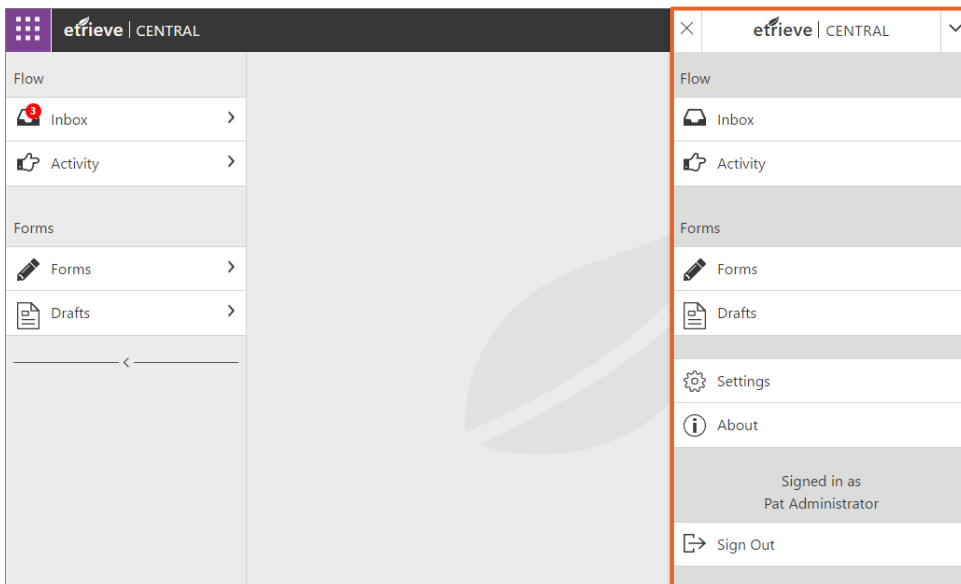 etrieve | CENTRAL
Flow
3
Inbox
Activity
Forms
Forms
Drafts
etrieve | CENTRAL
Flow
Inbox
Activity
Forms
Forms
Drafts
Settings
About
Signed in as
Pat Administrator
Sign Out